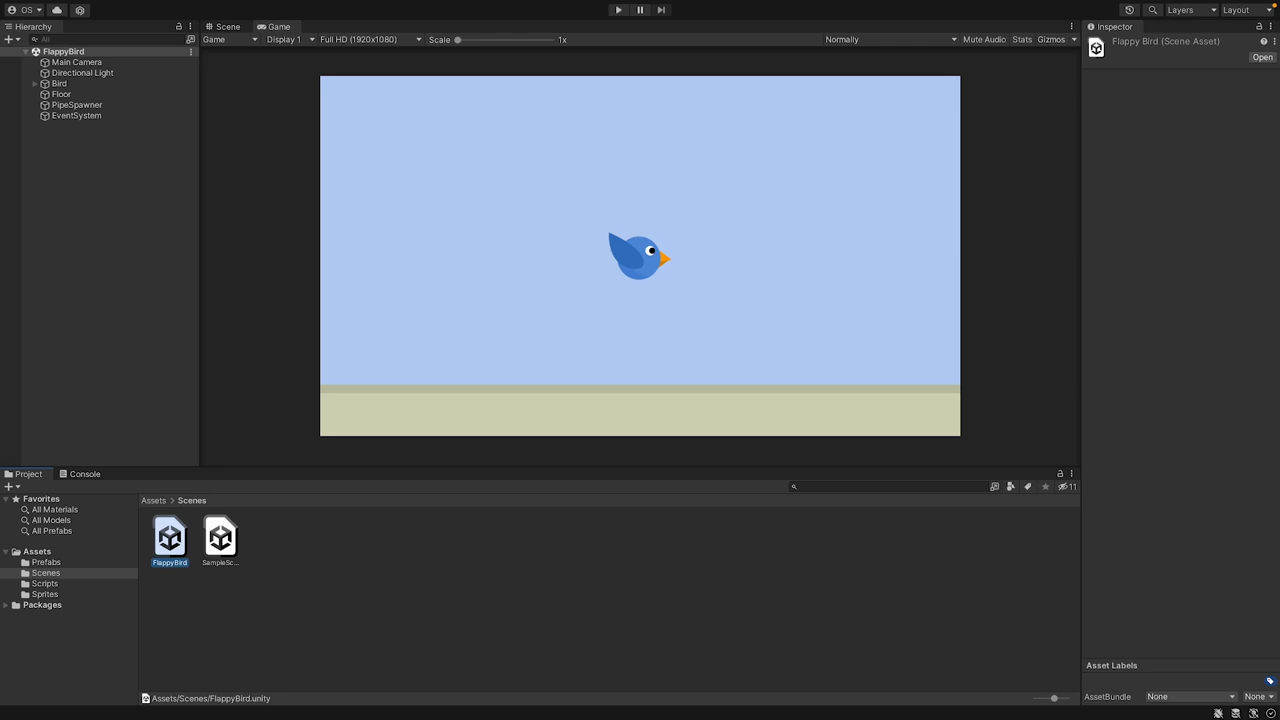 OS
Layers
Layout
Hierarchy
All
FlappyBird
Main Camera
Directional Light
Bird
Floor
PipeSpawner
EventSystem
Scene
Game
Game
Display 1
Full HD (1920x1080)
Scale
1x
Normally
Mute Audio
Stats
Gizmos
Inspector
Flappy Bird (Scene Asset)
Open
Project
Console
11
Favorites
All Materials
All Models
All Prefabs
Assets
Prefabs
Scenes
Scripts
Sprites
Packages
Assets > Scenes
FlappyBird
SampleSc...
Assets/Scenes/FlappyBird.unity
Asset Labels
AssetBundle
None
None